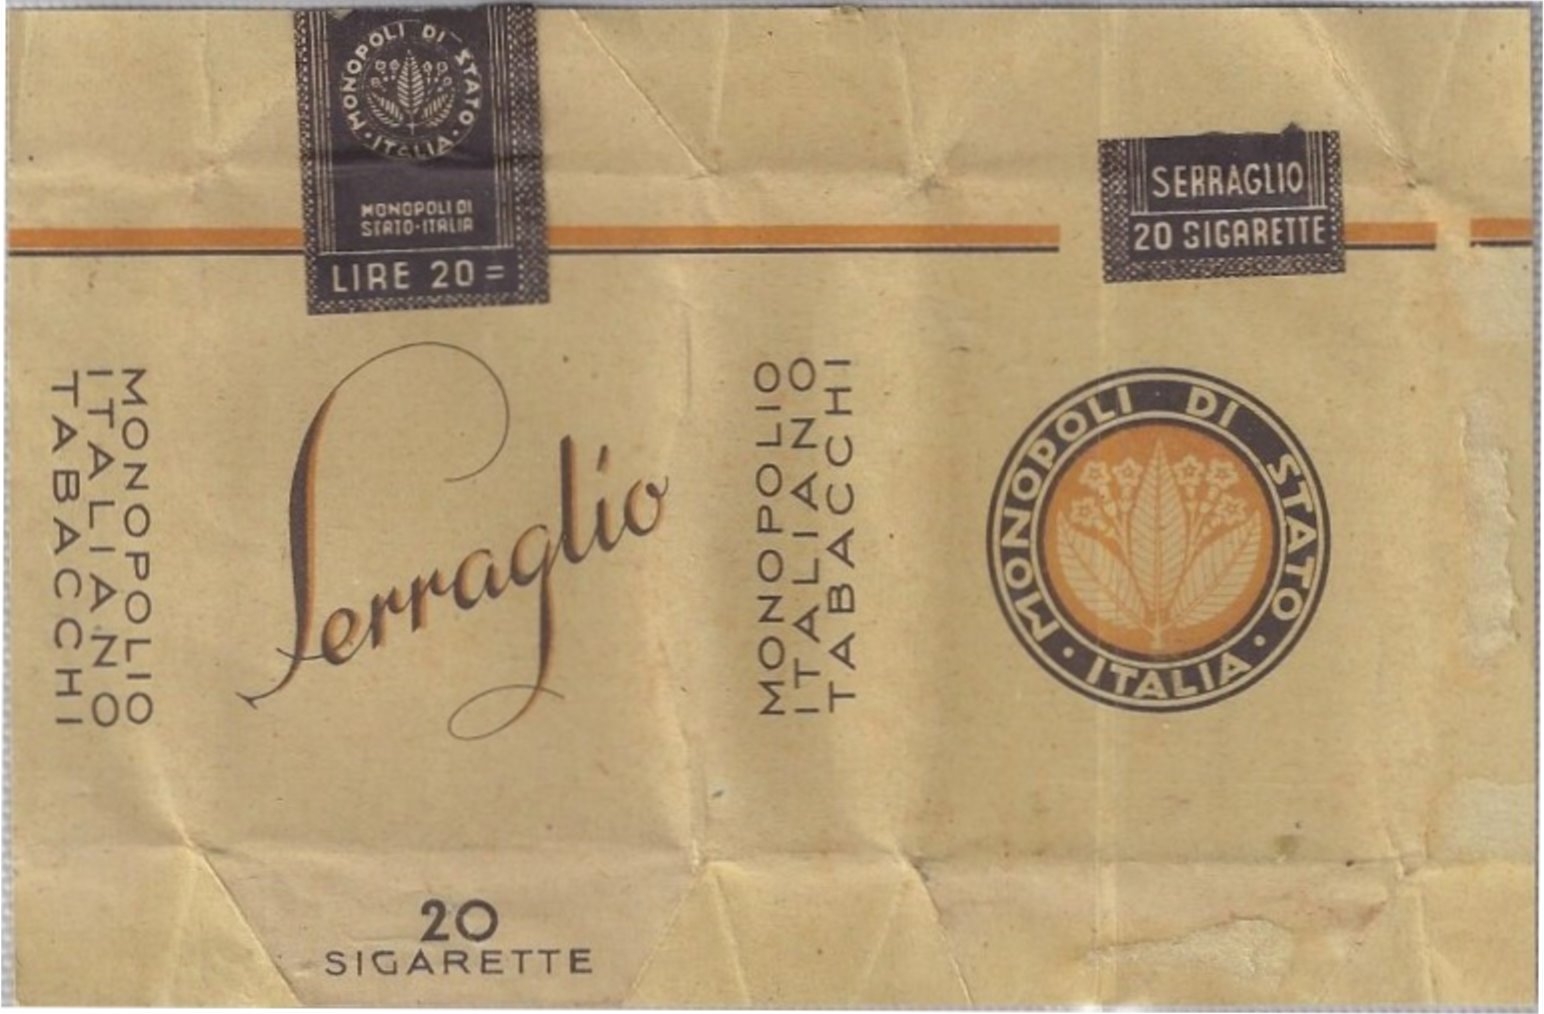 MONOPOLI DI STATO · ITALIA ·
MONOPOLI DI
STATO-ITALIA
LIRE 20 =
SERRAGLIO
20 SIGARETTE
MONOPOLIO
ITALIANO
TABACCHI
Serraglio
MONOPOLIO
ITALIANO
TABACCHI
MONOPOLI DI STATO · ITALIA ·
20
SIGARETTE